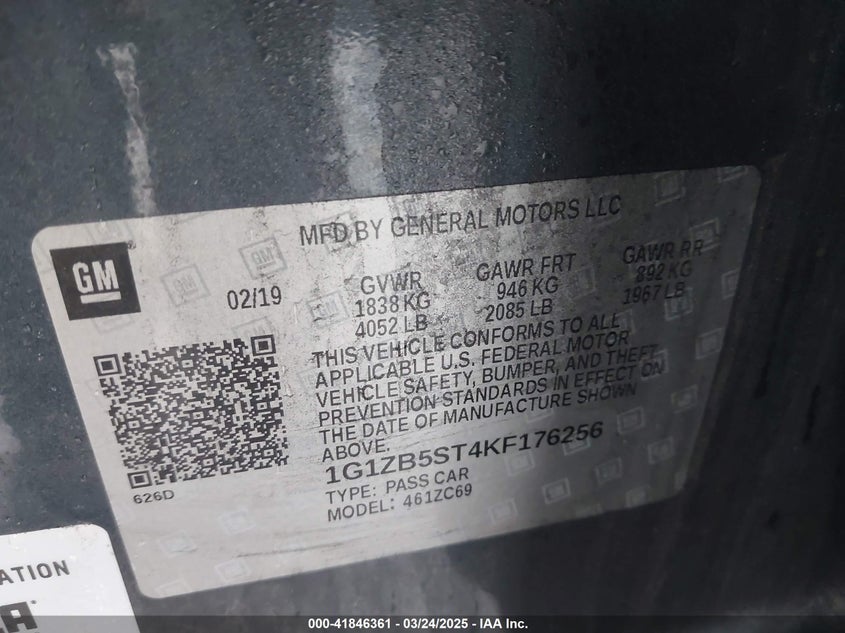 MFD BY GENERAL MOTORS LLC
GM
02/19
GVWR
1838 KG
4052 LB
GAWR FRT
946 KG
2085 LB
GAWR RR
892 KG
1967 LB
THIS VEHICLE CONFORMS TO ALL
APPLICABLE U.S. FEDERAL MOTOR
VEHICLE SAFETY, BUMPER, AND THEFT
PREVENTION STANDARDS IN EFFECT ON
THE DATE OF MANUFACTURE SHOWN
ABOVE.
1G1ZB5ST4KF176256
TYPE: PASS CAR
MODEL: 461ZC69
626D
ATION
000-41846361 - 03/24/2025 - IAA Inc.